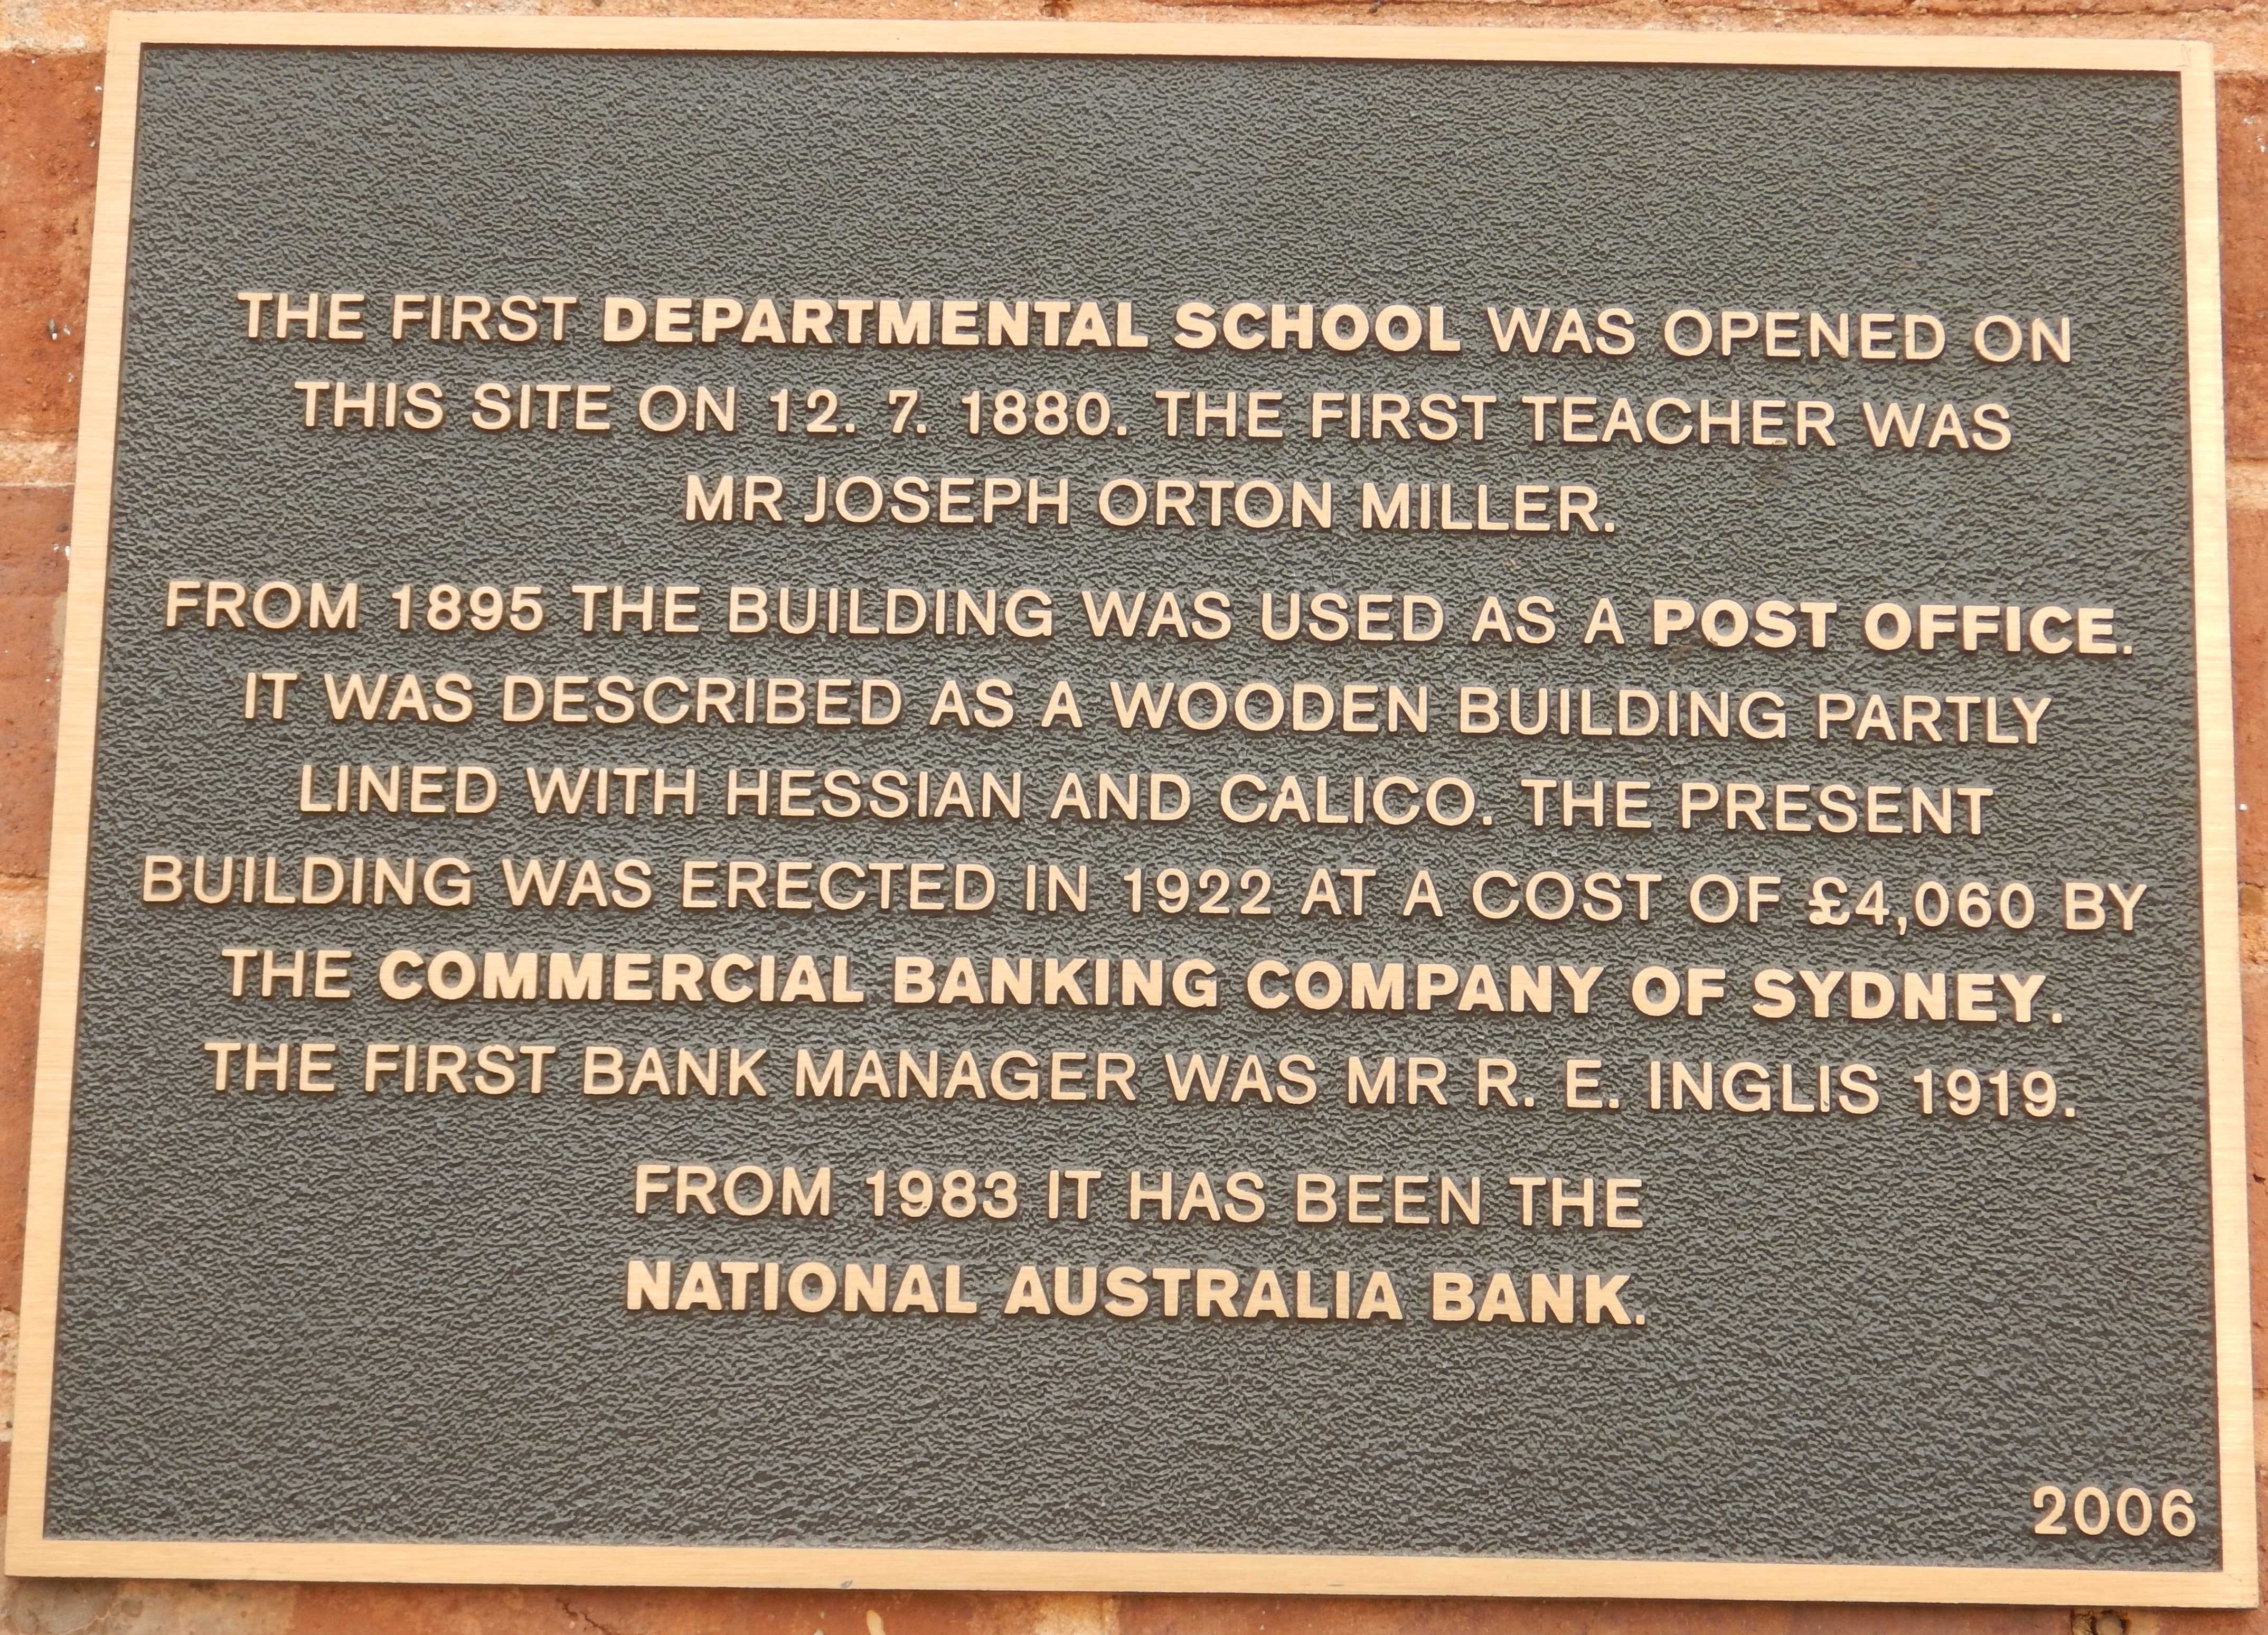 THE FIRST DEPARTMENTAL SCHOOL WAS OPENED ON
THIS SITE ON 12. 7. 1880. THE FIRST TEACHER WAS
MR JOSEPH ORTON MILLER.
FROM 1895 THE BUILDING WAS USED AS A POST OFFICE.
IT WAS DESCRIBED AS A WOODEN BUILDING PARTLY
LINED WITH HESSIAN AND CALICO. THE PRESENT
BUILDING WAS ERECTED IN 1922 AT A COST OF £4,060 BY
THE COMMERCIAL BANKING COMPANY OF SYDNEY.
THE FIRST BANK MANAGER WAS MR R. E. INGLIS 1919.
FROM 1983 IT HAS BEEN THE
NATIONAL AUSTRALIA BANK.
2006